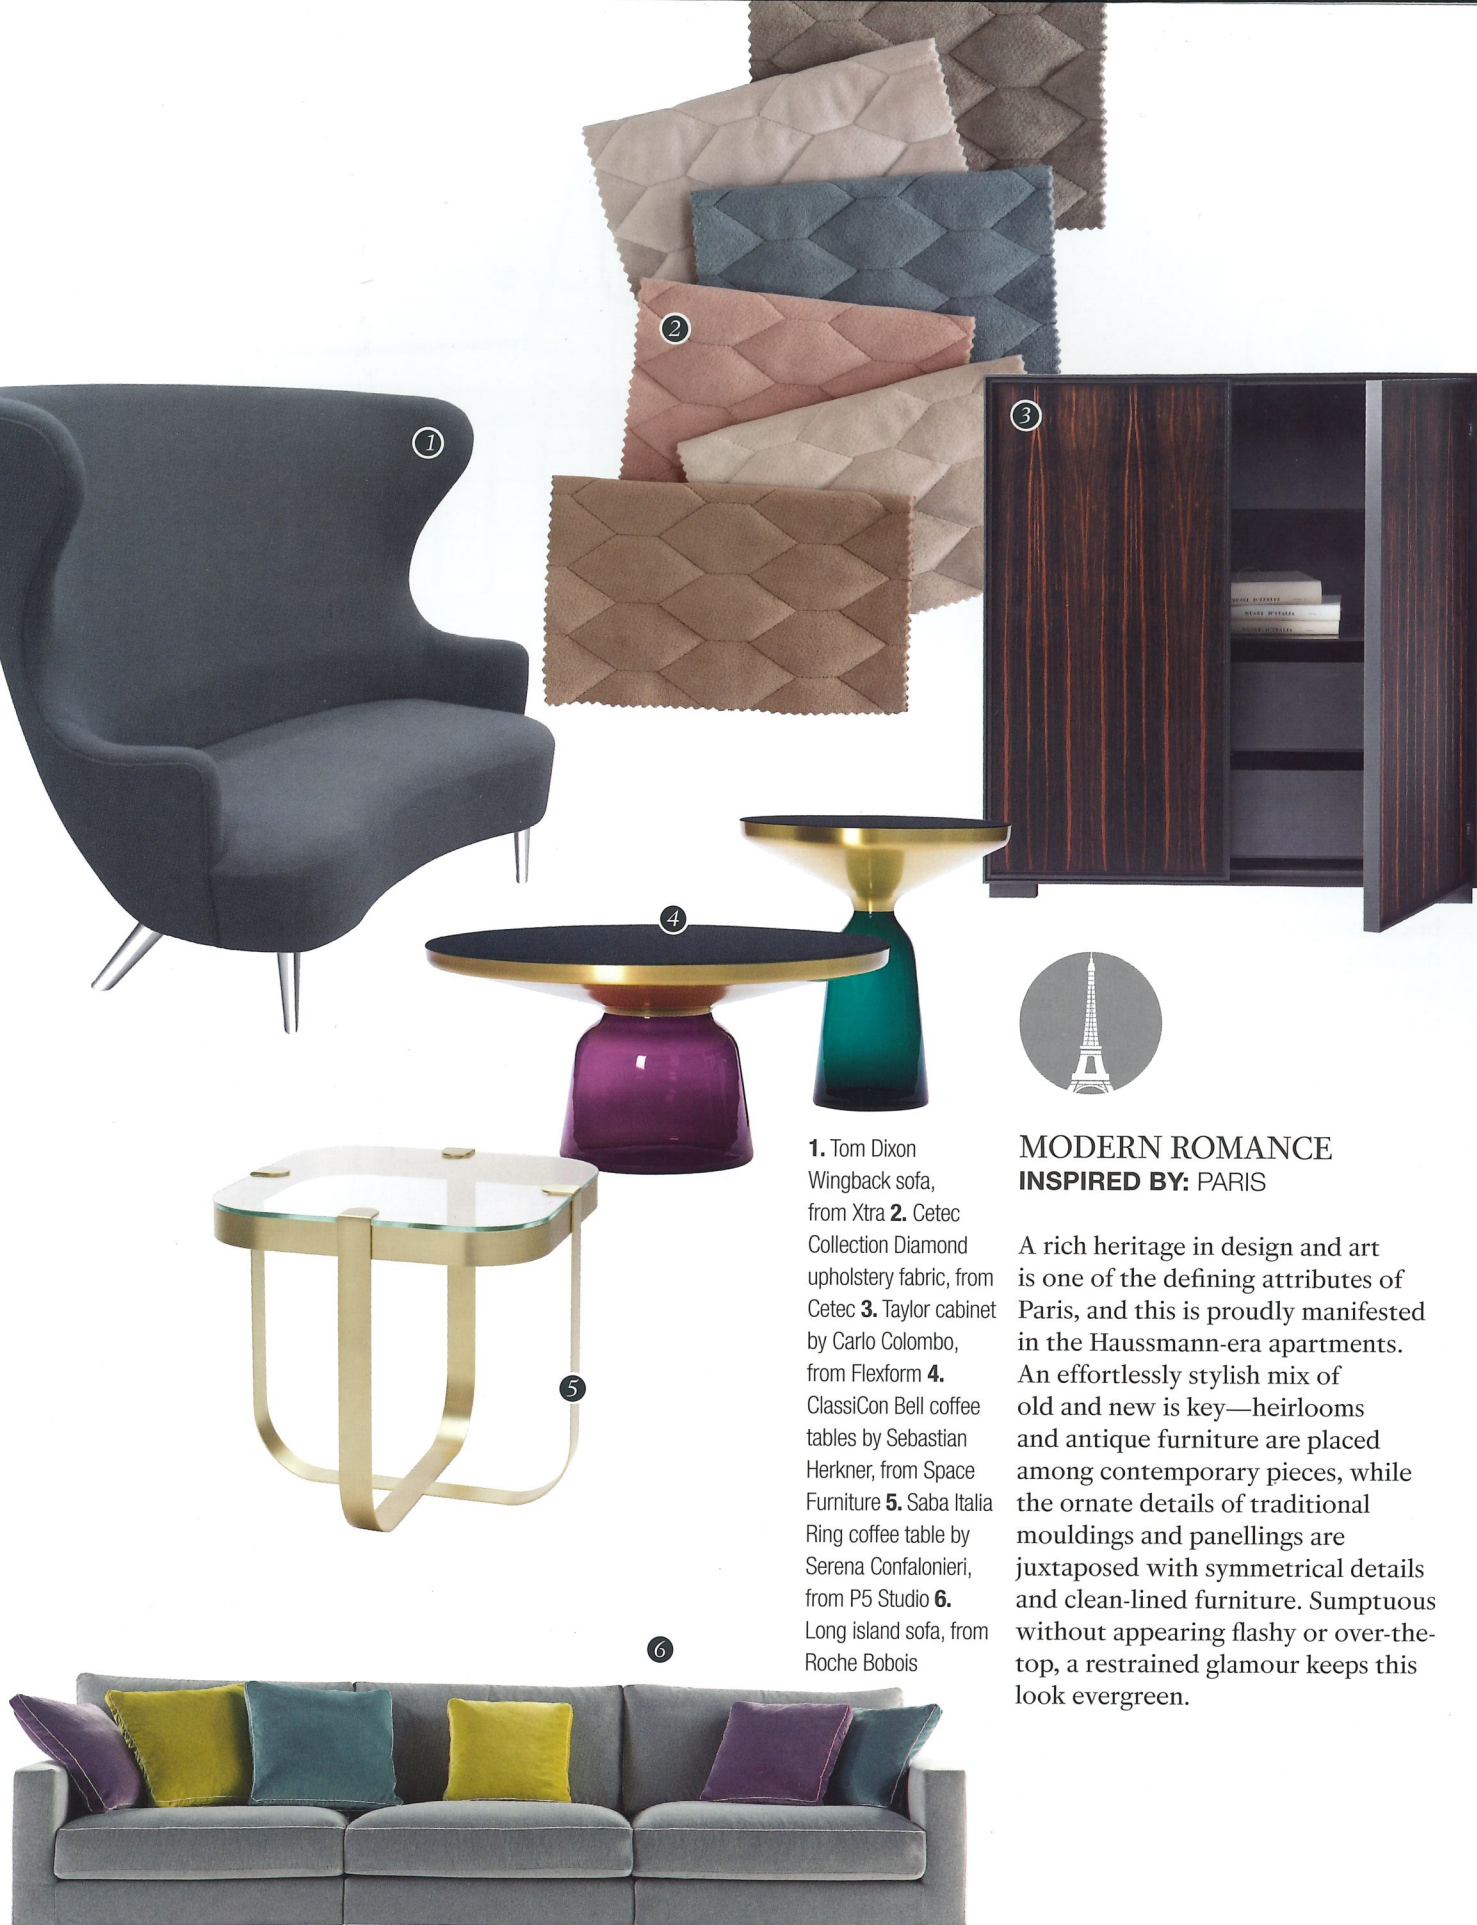 2
3
1
4
1. Tom Dixon
Wingback sofa,
from Xtra 2. Cetec
Collection Diamond
upholstery fabric, from
Cetec 3. Taylor cabinet
by Carlo Colombo,
from Flexform 4.
ClassiCon Bell coffee
tables by Sebastian
Herkner, from Space
Furniture 5. Saba Italia
Ring coffee table by
Serena Confalonieri,
from P5 Studio 6.
Long island sofa, from
Roche Bobois
MODERN ROMANCE
INSPIRED BY: PARIS
A rich heritage in design and art
is one of the defining attributes of
Paris, and this is proudly manifested
in the Haussmann-era apartments.
An effortlessly stylish mix of
old and new is key—heirlooms
and antique furniture are placed
among contemporary pieces, while
the ornate details of traditional
mouldings and panellings are
juxtaposed with symmetrical details
and clean-lined furniture. Sumptuous
without appearing flashy or over-the-
top, a restrained glamour keeps this
look evergreen.
5
6